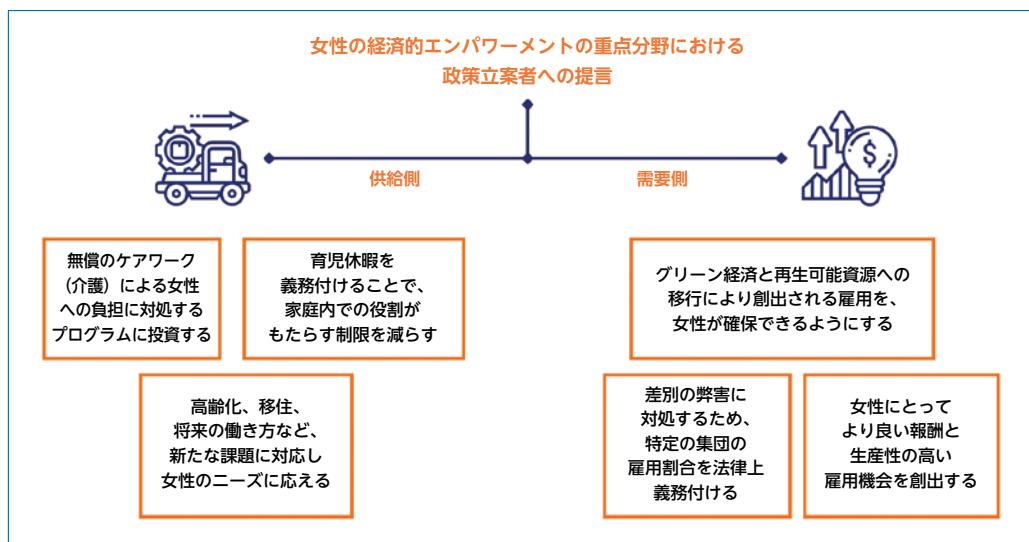 女性の経済的エンパワーメントの重点分野における
政策立案者への提言
供給側
需要側
無償のケアワーク
（介護）による女性
への負担に対処する
プログラムに投資する
育児休暇を
義務付けることで、
家庭内での役割が
もたらす制限を減らす
高齢化、移住、
将来の働き方など、
新たな課題に対応し
女性のニーズに応える
グリーン経済と再生可能資源への
移行により創出される雇用を、
女性が確保できるようにする
差別の弊害に
対処するため、
特定の集団の
雇用割合を法律上
義務付ける
女性にとって
より良い報酬と
生産性の高い
雇用機会を創出する
$